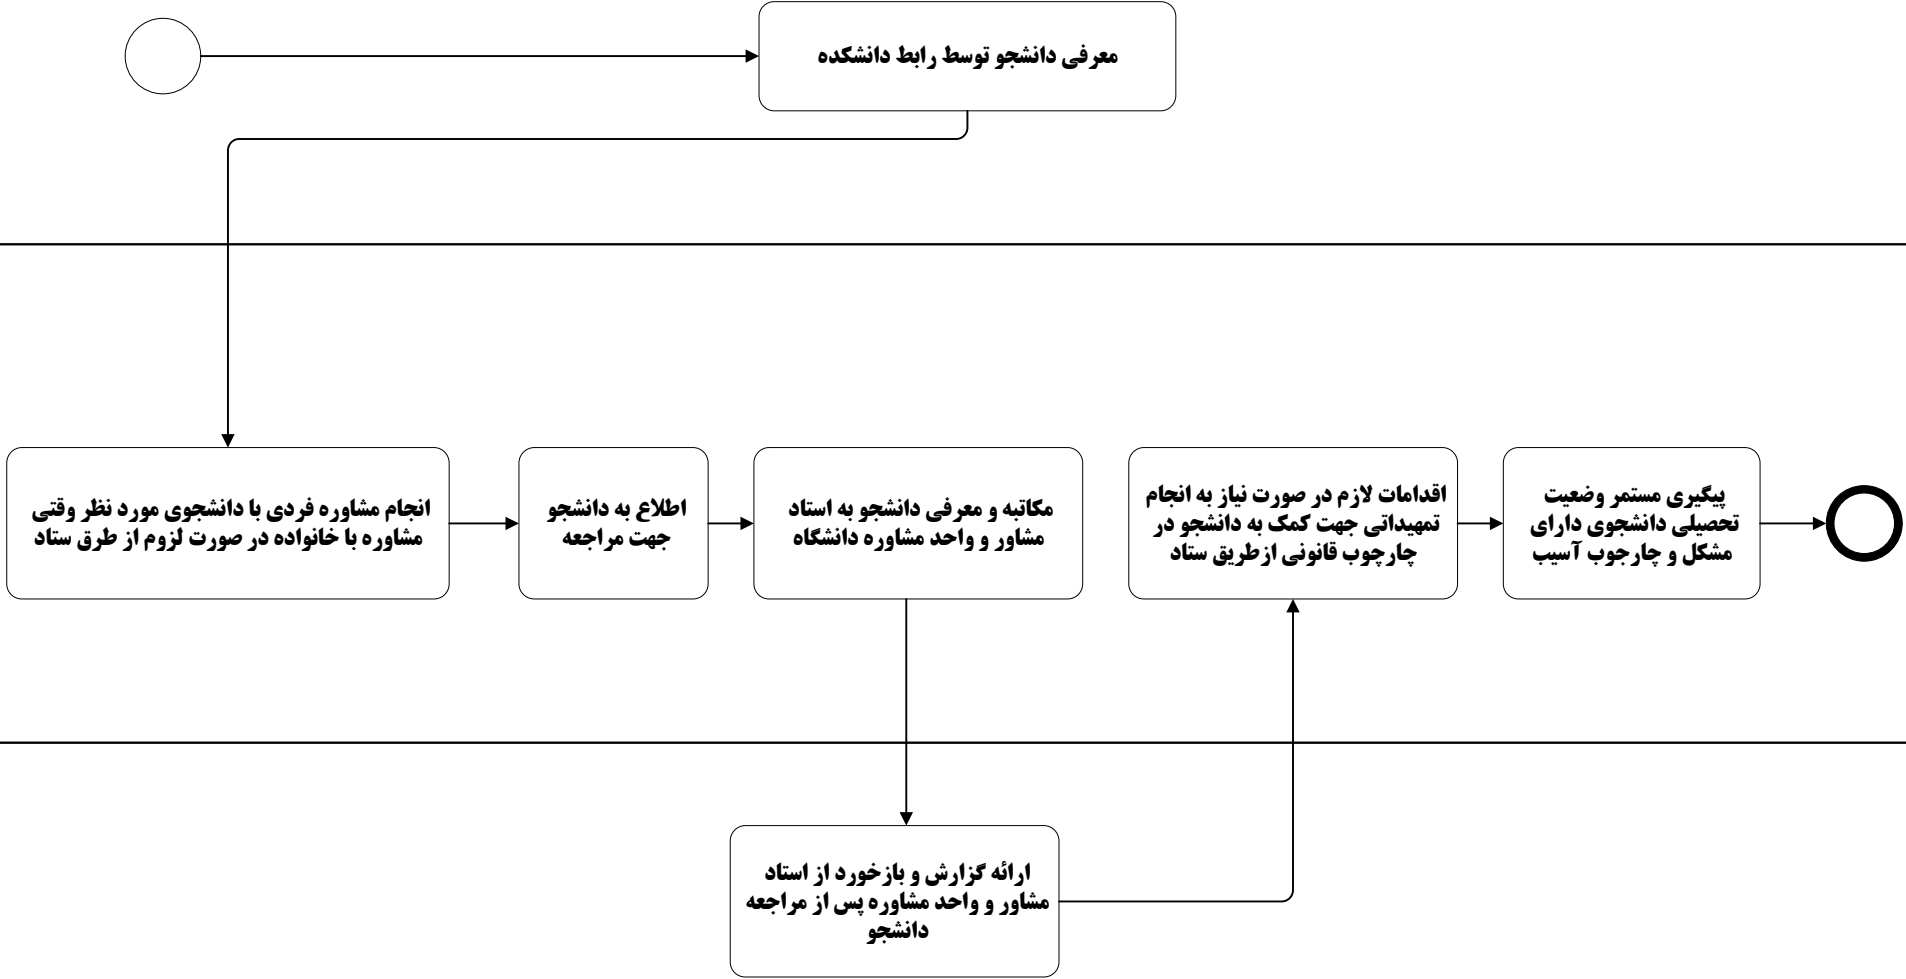 معرفی دانشجو توسط رابط دانشکده
انجام مشاوره فردی با دانشجوی مورد نظر وقتی
مشاوره با خانواده در صورت لزوم از طرق ستاد
اطلاع به دانشجو
جهت مراجعه
مکاتبه و معرفی دانشجو به استاد
مشاور و واحد مشاوره دانشگاه
اقدامات لازم در صورت نیاز به انجام
تمهیداتی جهت کمک به دانشجو در
چارچوب قانونی ازطریق ستاد
پیگیری مستمر وضعیت
تحصیلی دانشجوی دارای
مشکل و چارجوب آسیب
ارائه گزارش و بازخورد از استاد
مشاور و واحد مشاوره پس از مراجعه
دانشجو